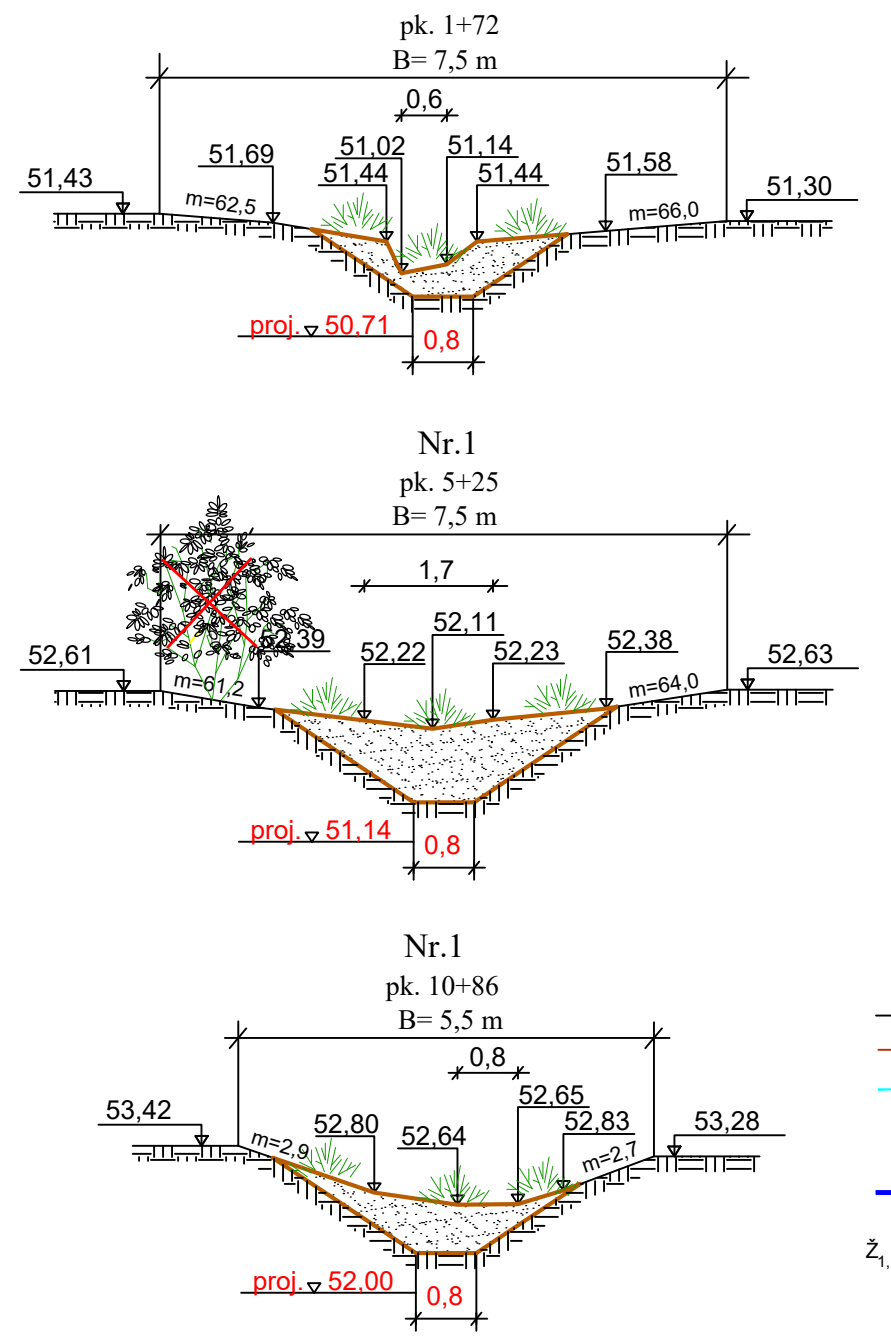 pk. 1+72
B= 7,5 m
0,6
51,02 51,14
51,69 51,44 51,44 51,58
51,43 51,30
m=62,5 m=66,0
proj. 50,71
0,8
Nr.1
pk. 5+25
B= 7,5 m
1,7
52,11
52,39 52,22 52,23 52,38
52,61 52,63
m=61,2 m=64,0
proj. 51,14
0,8
Nr.1
pk. 10+86
B= 5,5 m
0,8
52,65
53,42 52,80 52,64 52,83 53,28
m=2,9 m=2,7
proj. 52,00
0,8
Ž1,